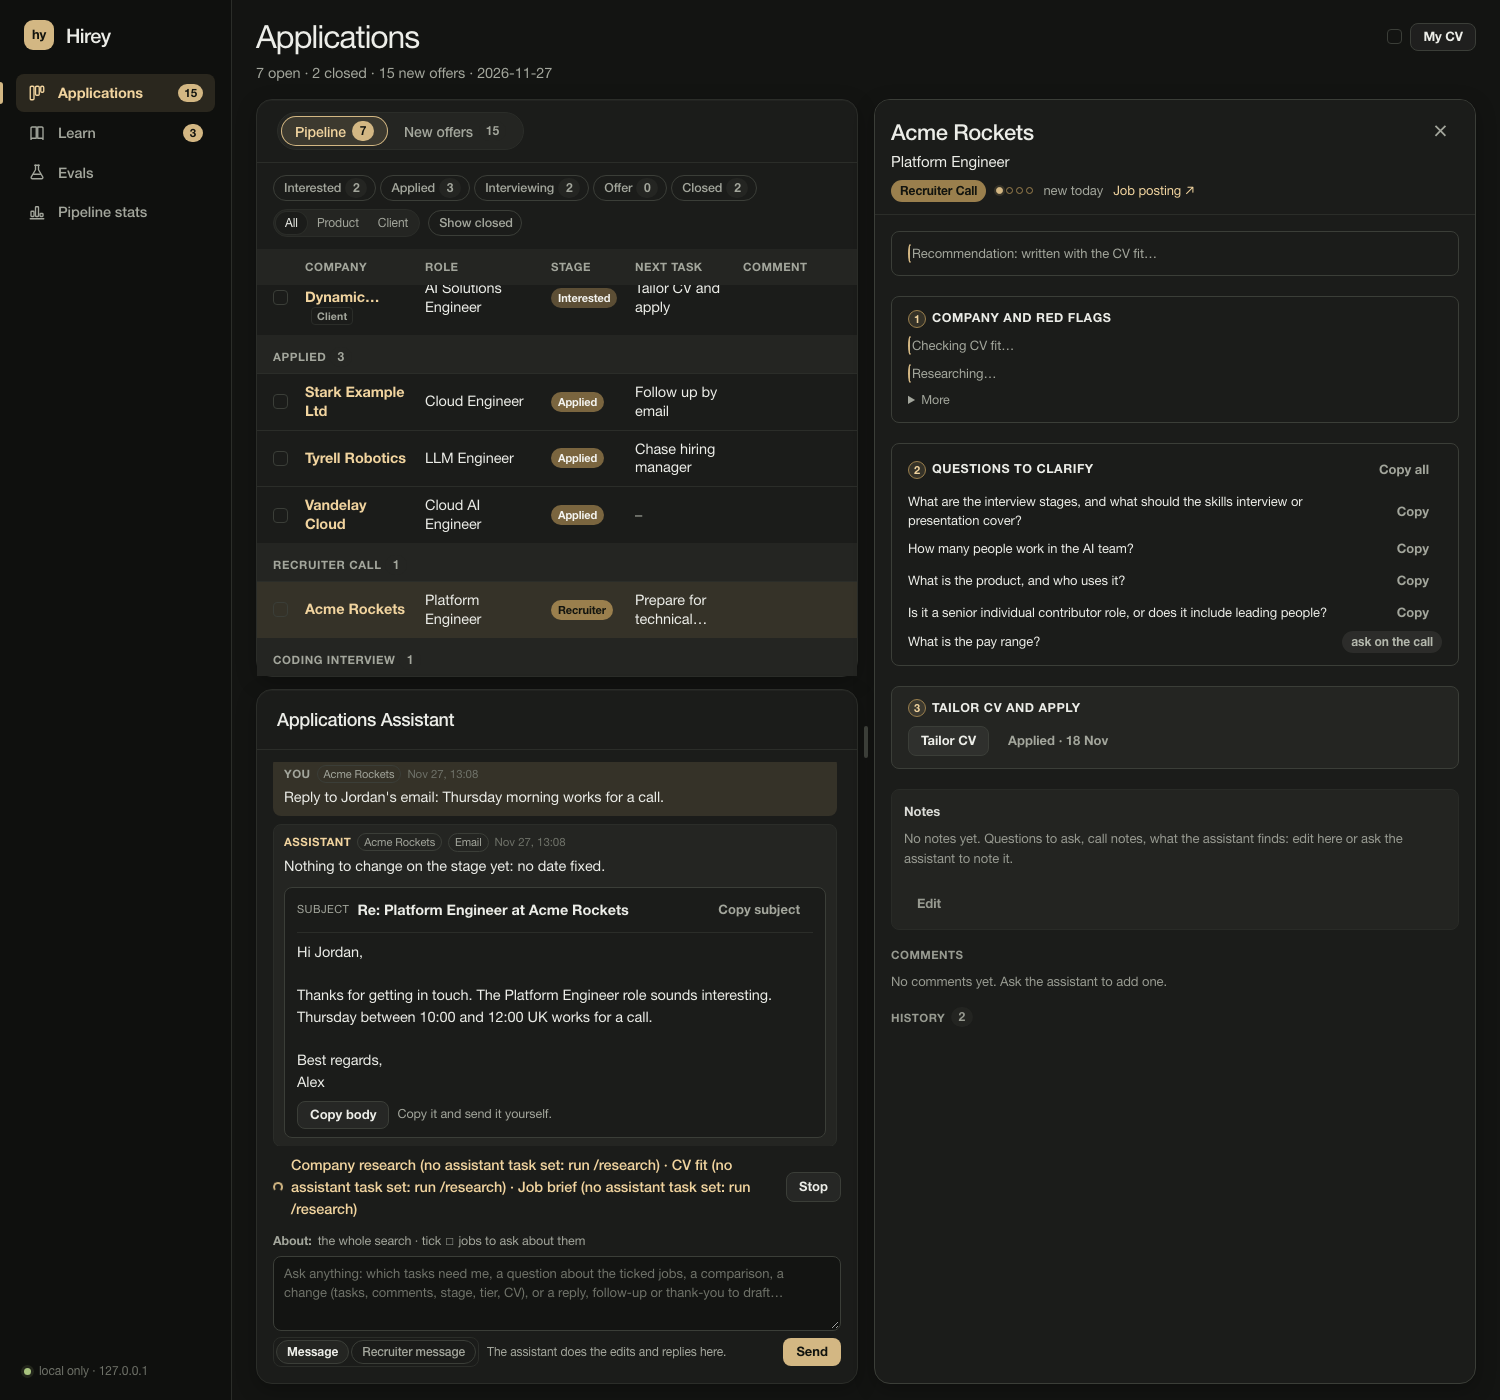 hy Hirey
Applications 15
Learn 3
Evals
Pipeline stats
local only · 127.0.0.1
Applications
7 open · 2 closed · 15 new offers · 2026-11-27
My CV
Pipeline 7 New offers 15
Interested 2 Applied 3 Interviewing 2 Offer 0 Closed 2
All Product Client Show closed
COMPANY ROLE STAGE NEXT TASK COMMENT
Dynamic… AI Solutions Engineer Interested Tailor CV and apply
Client
APPLIED 3
Stark Example Ltd Cloud Engineer Applied Follow up by email
Tyrell Robotics LLM Engineer Applied Chase hiring manager
Vandelay Cloud Cloud AI Engineer Applied –
RECRUITER CALL 1
Acme Rockets Platform Engineer Recruiter Prepare for technical…
CODING INTERVIEW 1
Applications Assistant
YOU Acme Rockets Nov 27, 13:08
Reply to Jordan's email: Thursday morning works for a call.
ASSISTANT Acme Rockets Email Nov 27, 13:08
Nothing to change on the stage yet: no date fixed.
SUBJECT Re: Platform Engineer at Acme Rockets Copy subject
Hi Jordan,
Thanks for getting in touch. The Platform Engineer role sounds interesting.
Thursday between 10:00 and 12:00 UK works for a call.
Best regards,
Alex
Copy body Copy it and send it yourself.
Company research (no assistant task set: run /research) · CV fit (no
assistant task set: run /research) · Job brief (no assistant task set: run
/research)
Stop
About: the whole search · tick □ jobs to ask about them
Ask anything: which tasks need me, a question about the ticked jobs, a comparison, a
change (tasks, comments, stage, tier, CV), or a reply, follow-up or thank-you to draft…
Message Recruiter message The assistant does the edits and replies here. Send
Acme Rockets
Platform Engineer
Recruiter Call new today Job posting ↗
Recommendation: written with the CV fit…
1 COMPANY AND RED FLAGS
Checking CV fit…
Researching…
▶ More
2 QUESTIONS TO CLARIFY Copy all
What are the interview stages, and what should the skills interview or
presentation cover? Copy
How many people work in the AI team? Copy
What is the product, and who uses it? Copy
Is it a senior individual contributor role, or does it include leading people? Copy
What is the pay range? ask on the call
3 TAILOR CV AND APPLY
Tailor CV Applied · 18 Nov
Notes
No notes yet. Questions to ask, call notes, what the assistant finds: edit here or ask the
assistant to note it.
Edit
COMMENTS
No comments yet. Ask the assistant to add one.
HISTORY 2